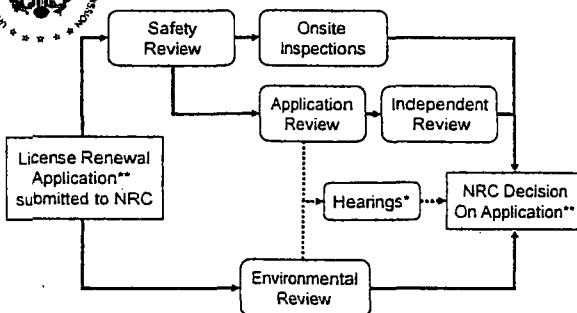 Safety
Review
Onsite
Inspections
Application
Review
Independent
Review
License Renewal
Application**
submitted to NRC
Hearings*
NRC Decision
On Application**
Environmental
Review